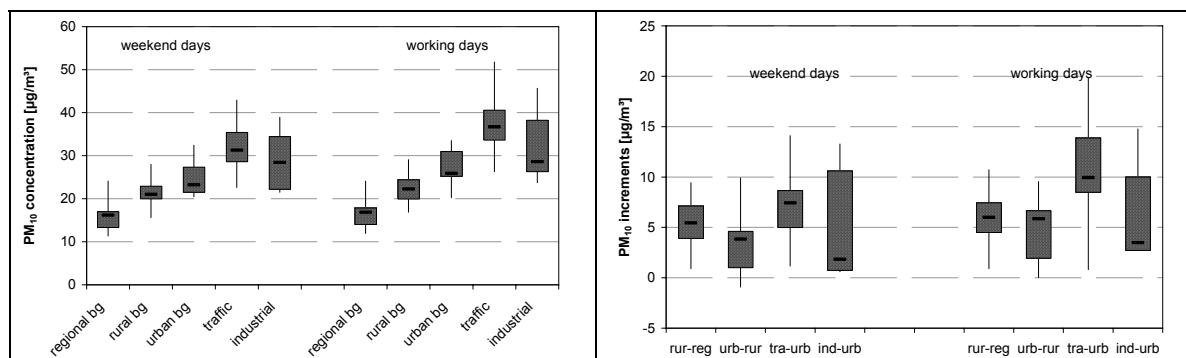 60
50
40
30
20
10
0
PM₁₀ concentration [µg/m³]
weekend days
working days
regional bg
rural bg
urban bg
traffic
industrial
regional bg
rural bg
urban bg
traffic
industrial
25
20
15
10
5
0
-5
PM₁₀ increments [µg/m³]
weekend days
working days
rur-reg urb-rur tra-urb ind-urb rur-reg urb-rur tra-urb ind-urb